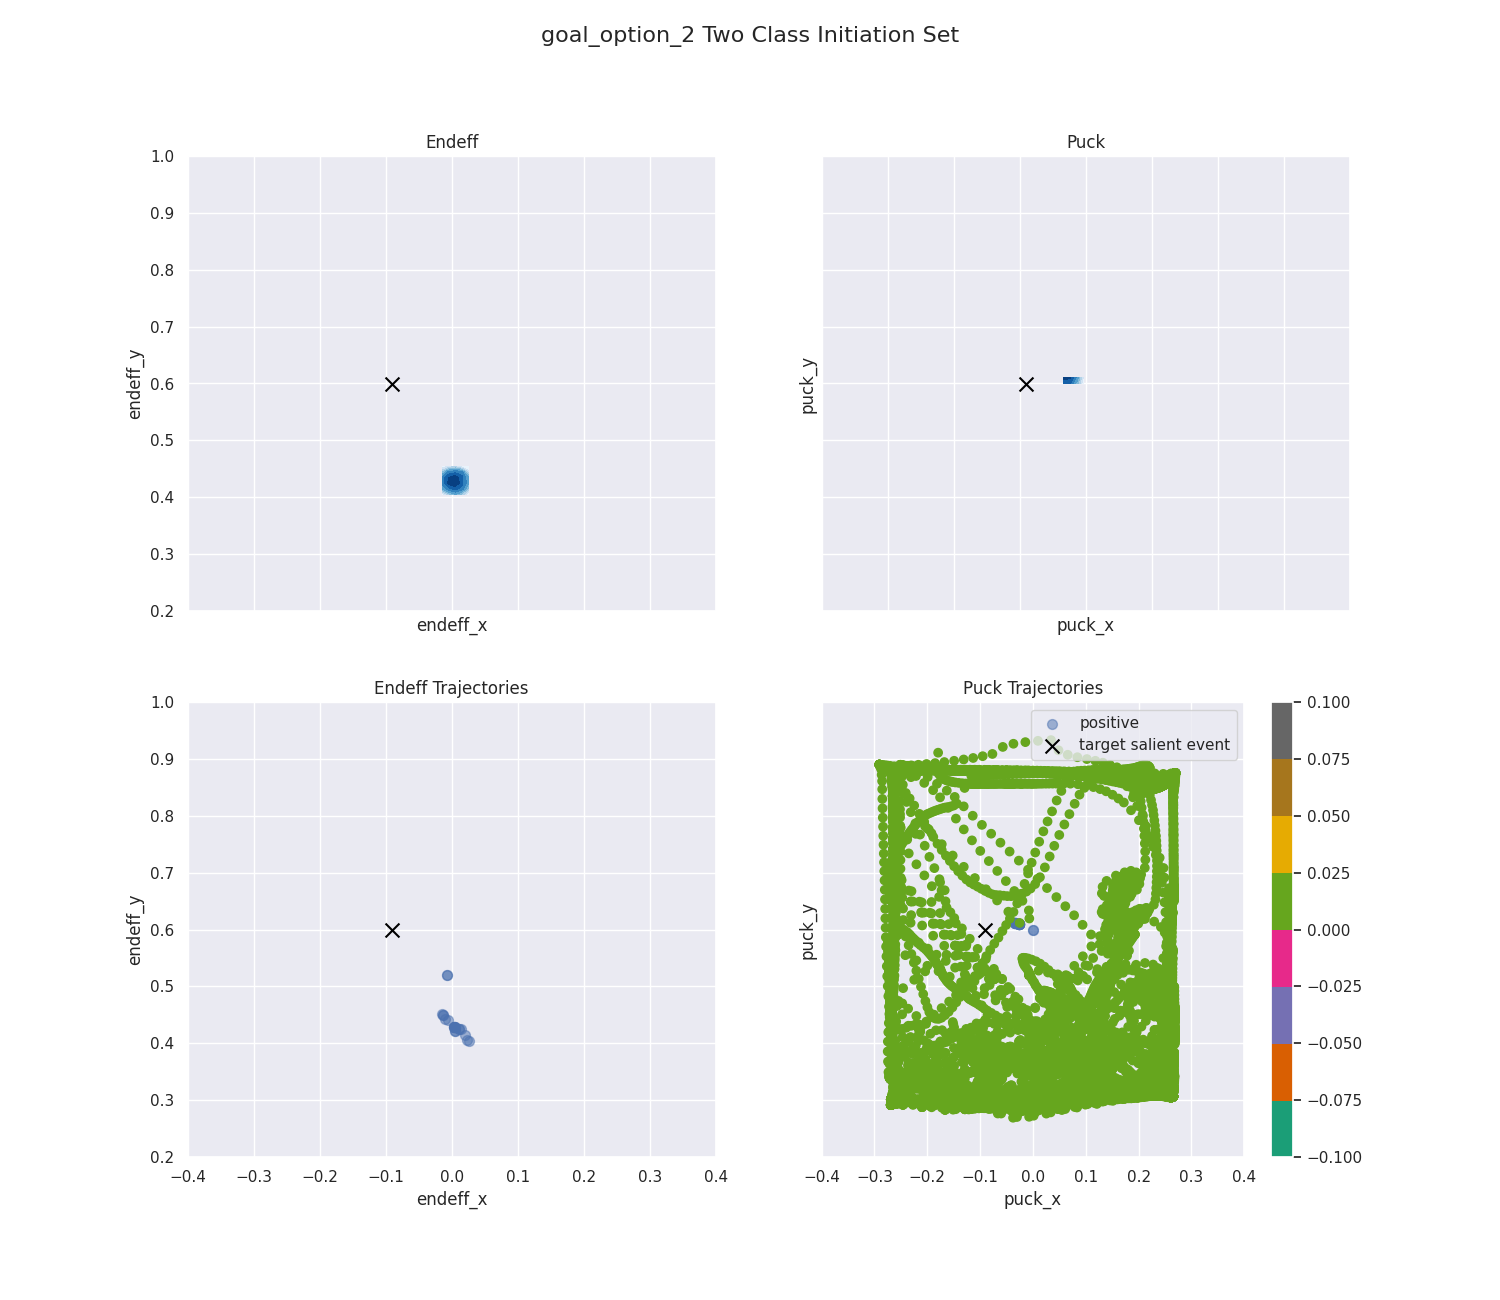 goal_option_2 Two Class Initiation Set
Endeff
1.0
0.9
0.8
0.7
0.6
0.5
0.4
0.3
0.2
endeff_y
endeff_x
Puck
puck_y
puck_x
Endeff Trajectories
1.0
0.9
0.8
0.7
0.6
0.5
0.4
0.3
0.2
endeff_y
−0.4 −0.3 −0.2 −0.1 0.0 0.1 0.2 0.3 0.4
endeff_x
Puck Trajectories
positive
target salient event
puck_y
−0.4 −0.3 −0.2 −0.1 0.0 0.1 0.2 0.3 0.4
puck_x
0.100
0.075
0.050
0.025
0.000
−0.025
−0.050
−0.075
−0.100